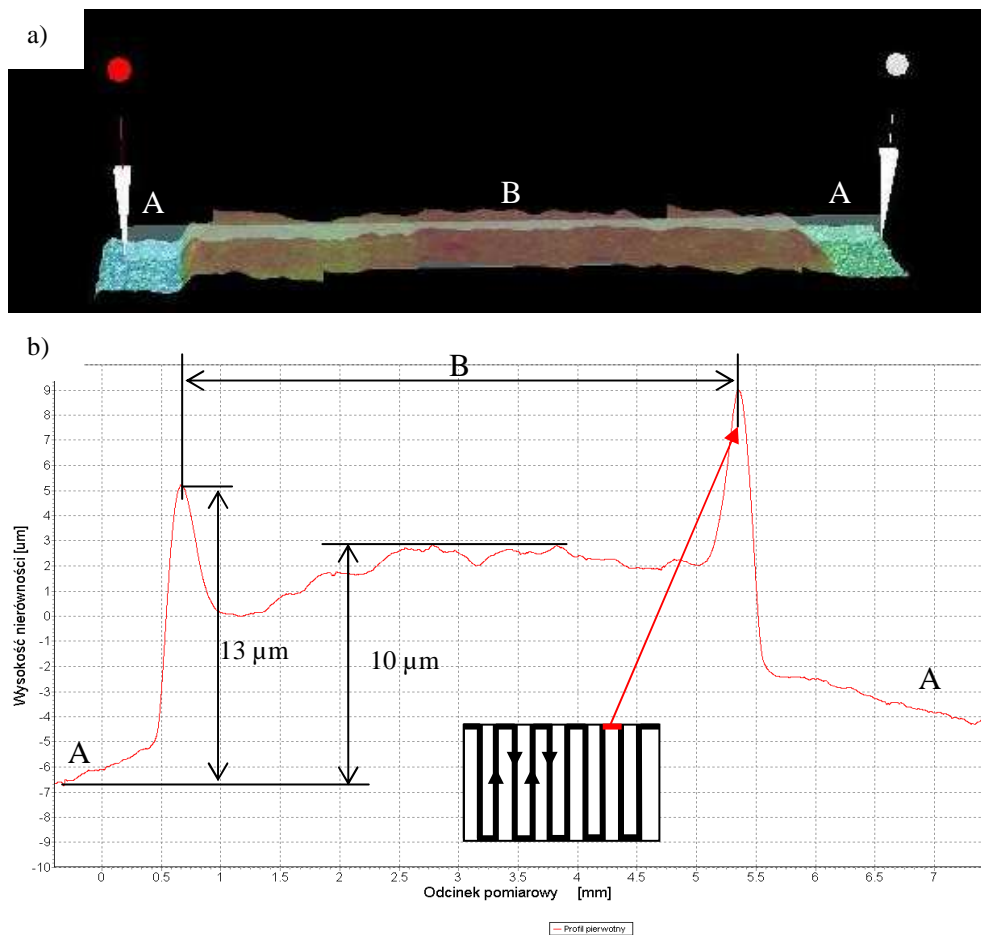 a)
A
B
A
b)
B
9
8
7
6
5
4
3
2
1
0
-1
-2
-3
-4
-5
-6
-7
-8
-9
-10
Wysokość nierówności [um]
13 µm
10 µm
A
A
0
0.5
1
1.5
2
2.5
3
3.5
4
4.5
5
5.5
6
6.5
7
Odcinek pomiarowy [mm]
Profil pierwotny